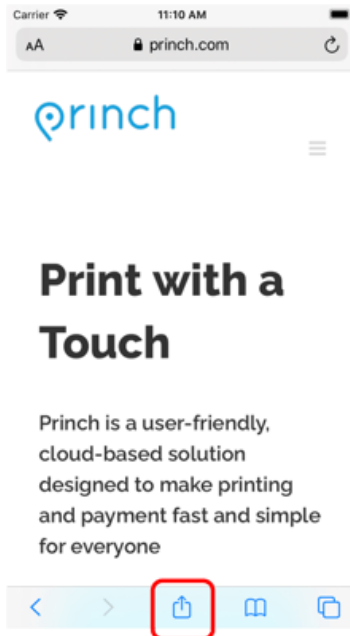 Carrier 11:10 AM
AA princh.com
princh
Print with a
Touch
Princh is a user-friendly,
cloud-based solution
designed to make printing
and payment fast and simple
for everyone